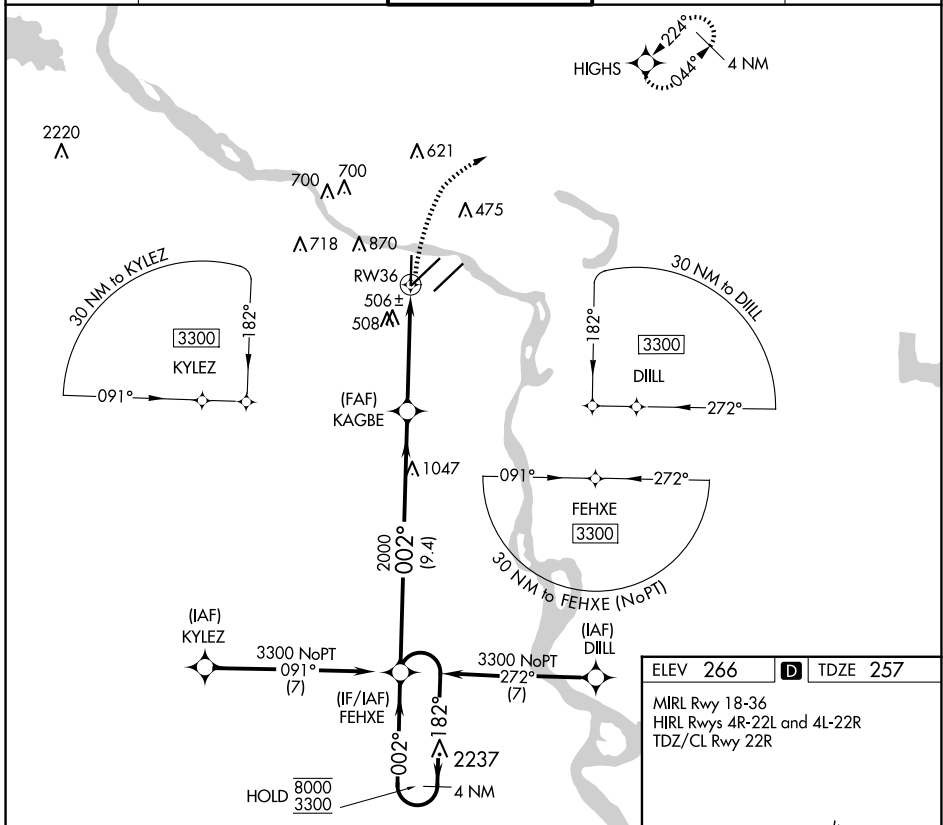 224°
044°
HIGHS
4 NM
2220
621
700
700
475
718
870
RW36
506±
508
30 NM to KYLEZ
182°
3300
KYLEZ
091°
30 NM to DIILL
182°
3300
DIILL
272°
(FAF)
KAGBE
1047
091°
272°
FEHXE
3300
30 NM to FEHXE (NoPT)
2000
002°
(9.4)
(IAF)
KYLEZ
3300 NoPT
091°
(7)
(IF/IAF)
FEHXE
(IAF)
DIILL
3300 NoPT
272°
(7)
002°
182°
2237
HOLD 8000
3300
4 NM
ELEV 266 D TDZE 257
MIRL Rwy 18-36
HIRL Rwys 4R-22L and 4L-22R
TDZ/CL Rwy 22R